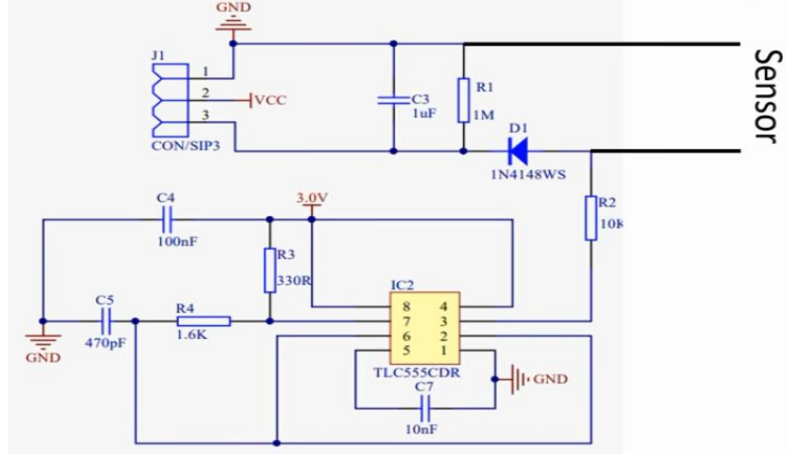 GND
J1
1
2
3
VCC
CON/SIP3
C3
1uF
R1
1M
D1
1N4148WS
Sensor
C4
100nF
3.0V
R2
10K
R3
330R
IC2
C5
470pF
R4
1.6K
GND
8 4
7 3
6 2
5 1
TLC555CDR
C7
10nF
GND